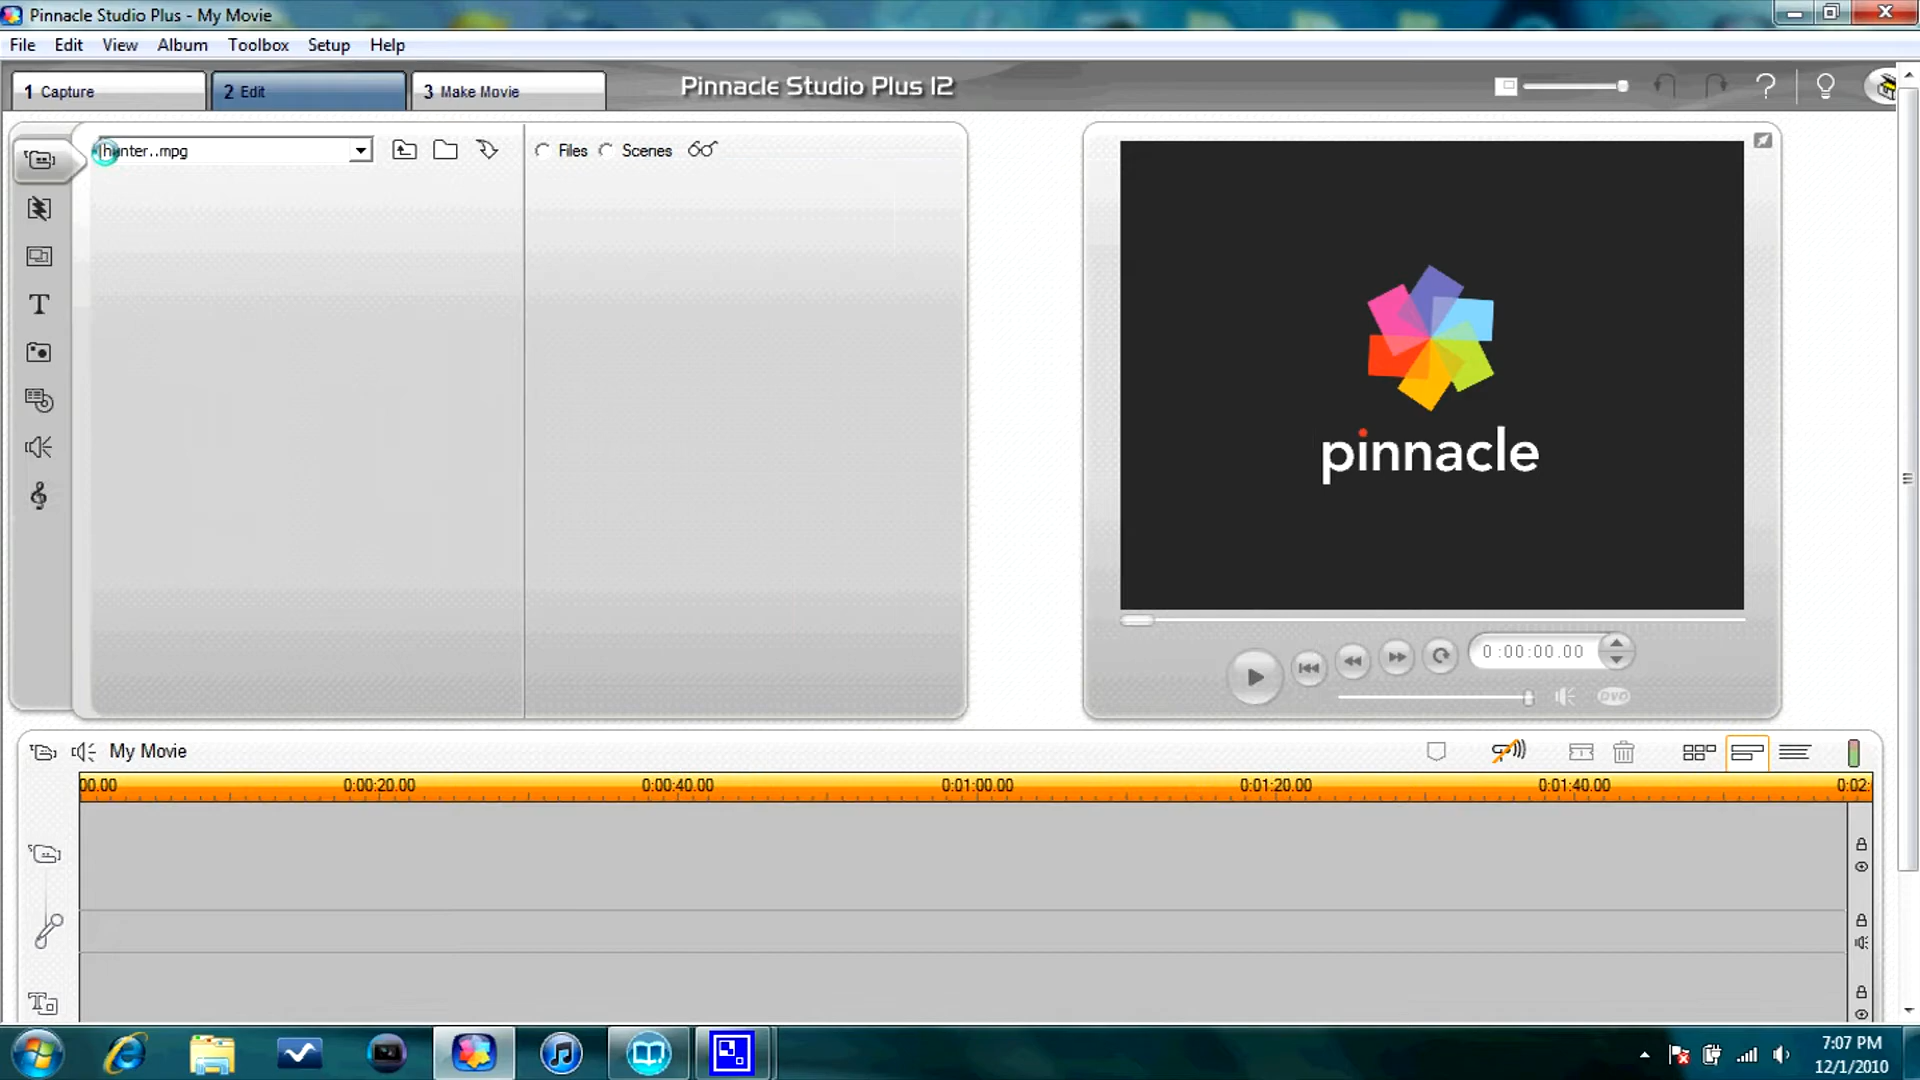 Pinnacle Studio Plus - My Movie
File Edit View Album Toolbox Setup Help
1 Capture 2 Edit 3 Make Movie Pinnacle Studio Plus 12
hunter..mpg Files Scenes
pinnacle
0:00:00.00
DVD
My Movie
00.00 0:00:20.00 0:00:40.00 0:01:00.00 0:01:20.00 0:01:40.00 0:02:
7:07 PM
12/1/2010